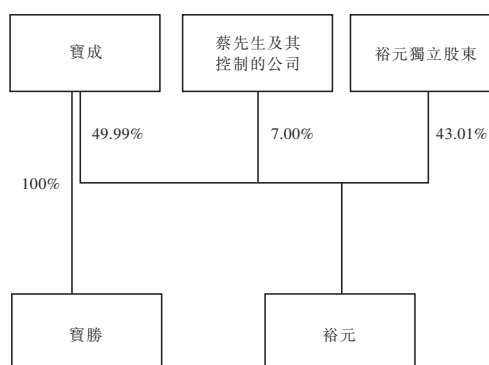 寶成
蔡先生及其
控制的公司
裕元獨立股東
49.99%
7.00%
43.01%
100%
寶勝
裕元